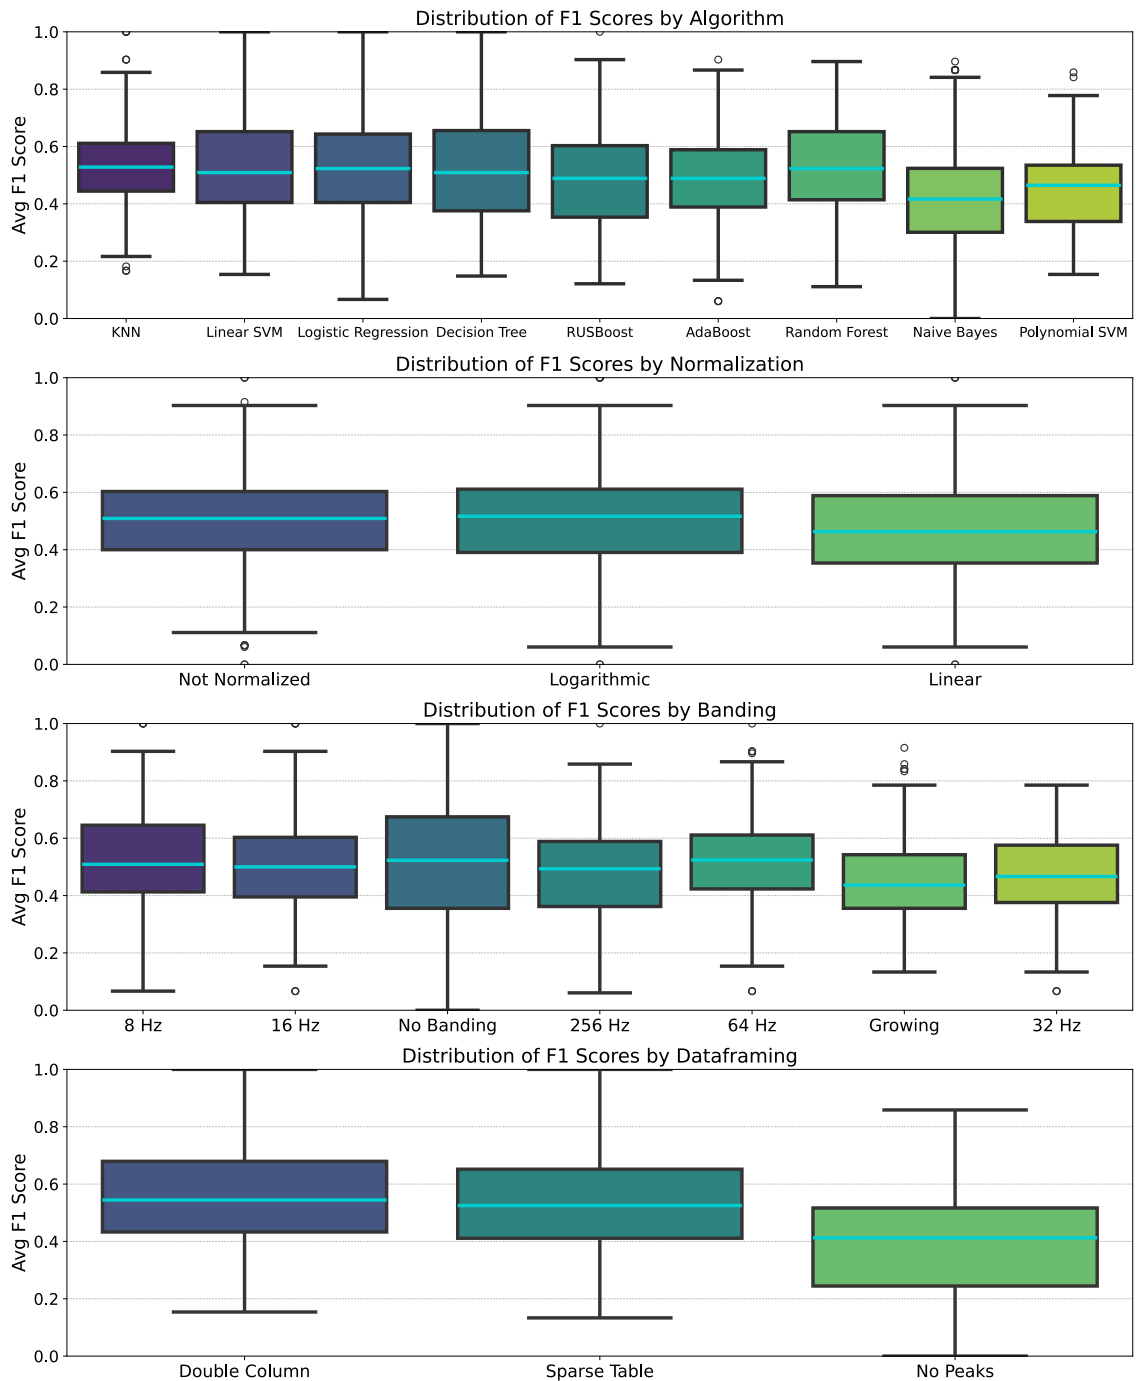 Distribution of F1 Scores by Algorithm
Avg F1 Score
1.0
0.8
0.6
0.4
0.2
0.0
KNN Linear SVM Logistic Regression Decision Tree RUSBoost AdaBoost Random Forest Naive Bayes Polynomial SVM
Distribution of F1 Scores by Normalization
Avg F1 Score
1.0
0.8
0.6
0.4
0.2
0.0
Not Normalized Logarithmic Linear
Distribution of F1 Scores by Banding
Avg F1 Score
1.0
0.8
0.6
0.4
0.2
0.0
8 Hz 16 Hz No Banding 256 Hz 64 Hz Growing 32 Hz
Distribution of F1 Scores by Dataframing
Avg F1 Score
1.0
0.8
0.6
0.4
0.2
0.0
Double Column Sparse Table No Peaks